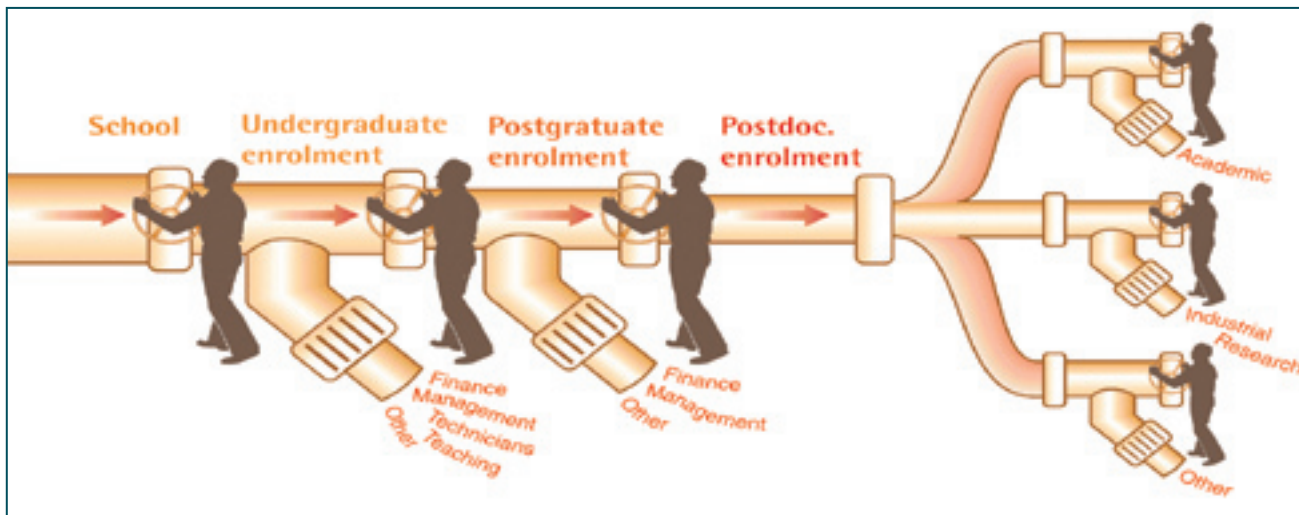 School
Undergraduate
enrolment
Postgratuate
enrolment
Postdoc.
enrolment
Finance
Management
Technicians
Teaching
Other
Finance
Management
Other
Academic
Industrial
Research
Other